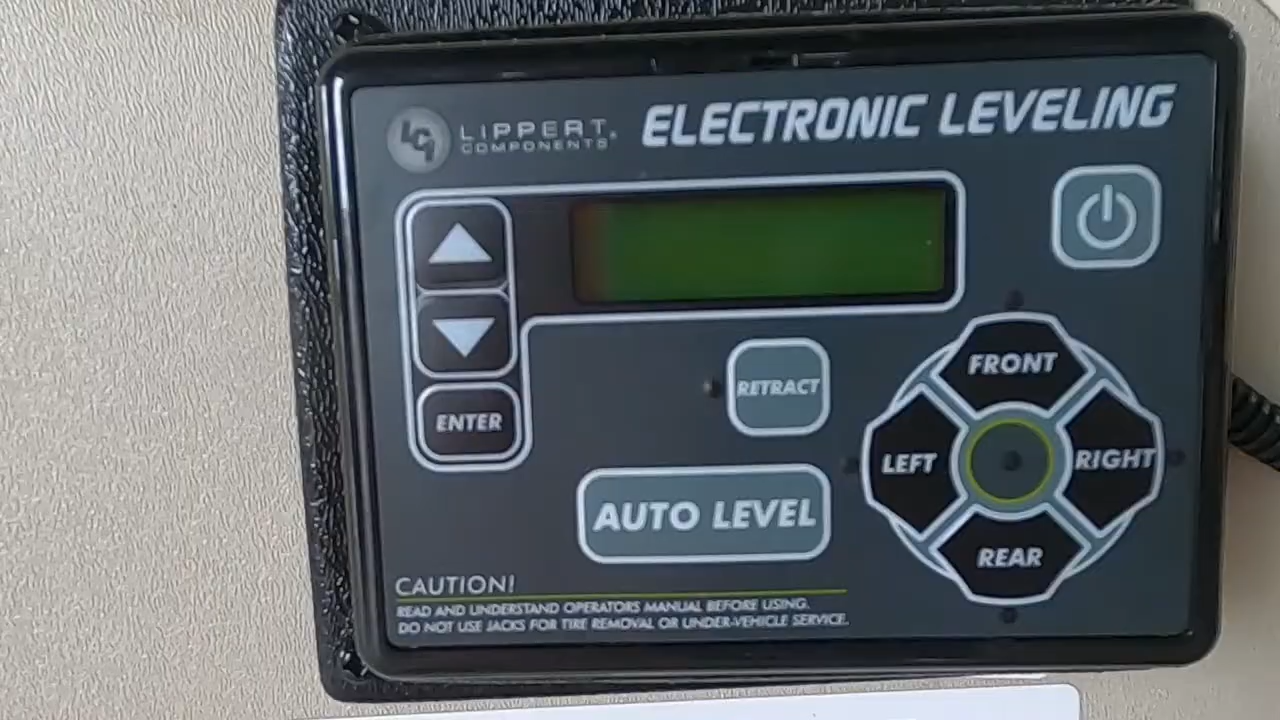 LCI
LIPPERT
COMPONENTS
ELECTRONIC LEVELING
ENTER
RETRACT
AUTO LEVEL
FRONT
LEFT
RIGHT
REAR
CAUTION!
READ AND UNDERSTAND OPERATORS MANUAL BEFORE USING.
DO NOT USE JACKS FOR TIRE REMOVAL OR UNDER-VEHICLE SERVICE.